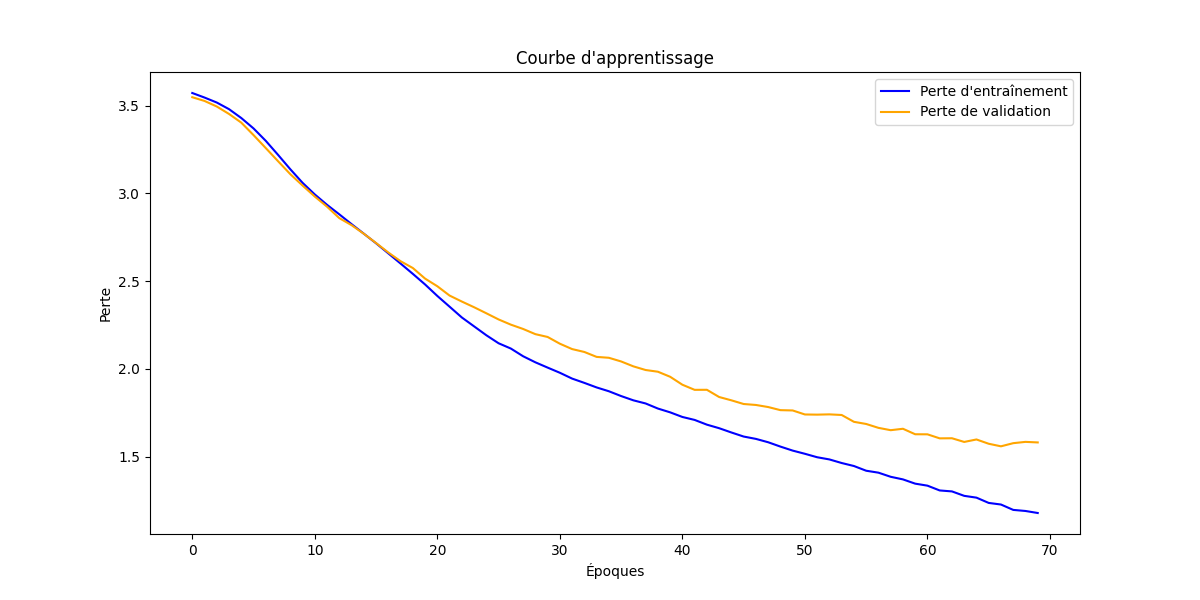 Courbe d'apprentissage
Perte d'entraînement
Perte de validation
3.5
3.0
2.5
2.0
1.5
Perte
0 10 20 30 40 50 60 70
Époques